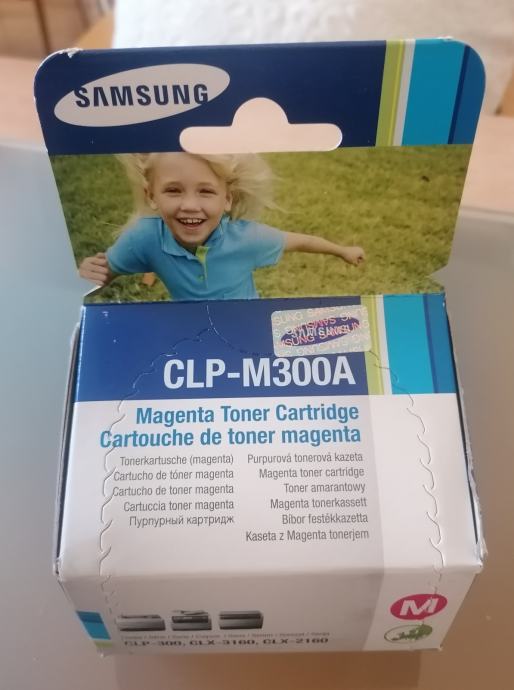 SAMSUNG
SAMSUNG
CLP-M300A
Magenta Toner Cartridge
Cartouche de toner magenta
Tonerkartusche (magenta)
Cartucho de tóner magenta
Cartucho de toner magenta
Cartuccia toner magenta
Пурпурный картридж
Purpurová tonerová kazeta
Magenta toner cartridge
Toner amarantowy
Magenta tonerkassett
Bíbor festékkazetta
Kaseta z Magenta tonerjem
M
CLP-300, CLX-3160, CLX-2160